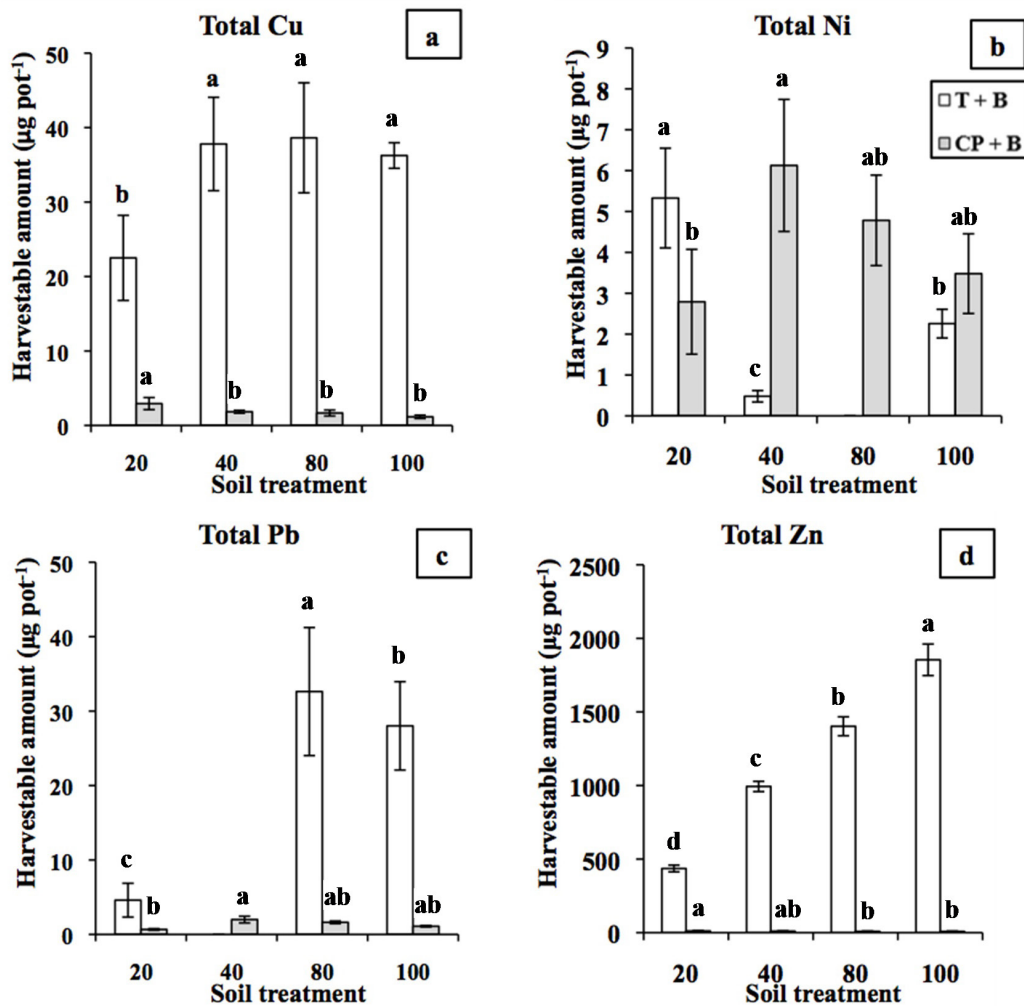 Total Cu
a
Harvestable amount (µg pot⁻¹)
50
40
30
20
10
0
b
a
a
a
a
b
b
b
20 40 80 100
Soil treatment
Total Ni
b
T + B
CP + B
Harvestable amount (µg pot⁻¹)
9
8
7
6
5
4
3
2
1
0
a
b
c
a
ab
b
ab
20 40 80 100
Soil treatment
Total Pb
c
Harvestable amount (µg pot⁻¹)
50
40
30
20
10
0
c
b
a
a
ab
b
ab
20 40 80 100
Soil treatment
Total Zn
d
Harvestable amount (µg pot⁻¹)
2500
2000
1500
1000
500
0
d
a
c
ab
b
b
a
b
20 40 80 100
Soil treatment